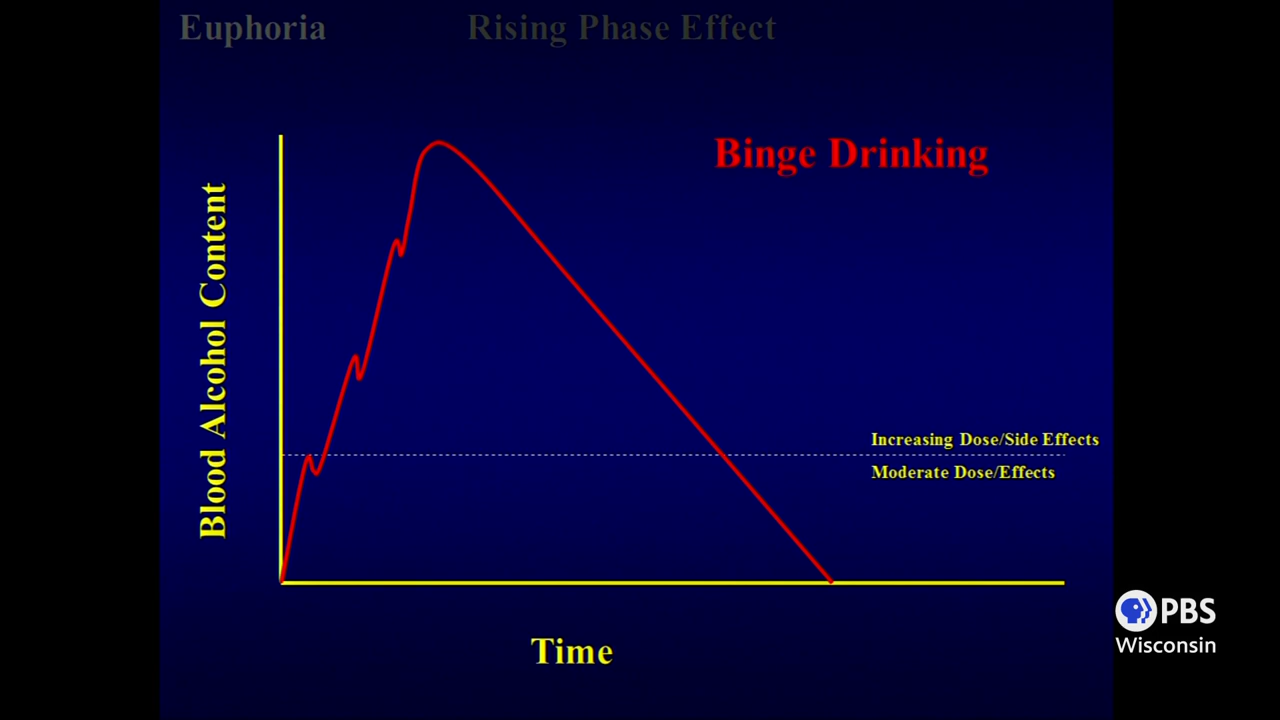 Euphoria
Rising Phase Effect
Binge Drinking
Blood Alcohol Content
Increasing Dose/Side Effects
Moderate Dose/Effects
Time
PBS
Wisconsin